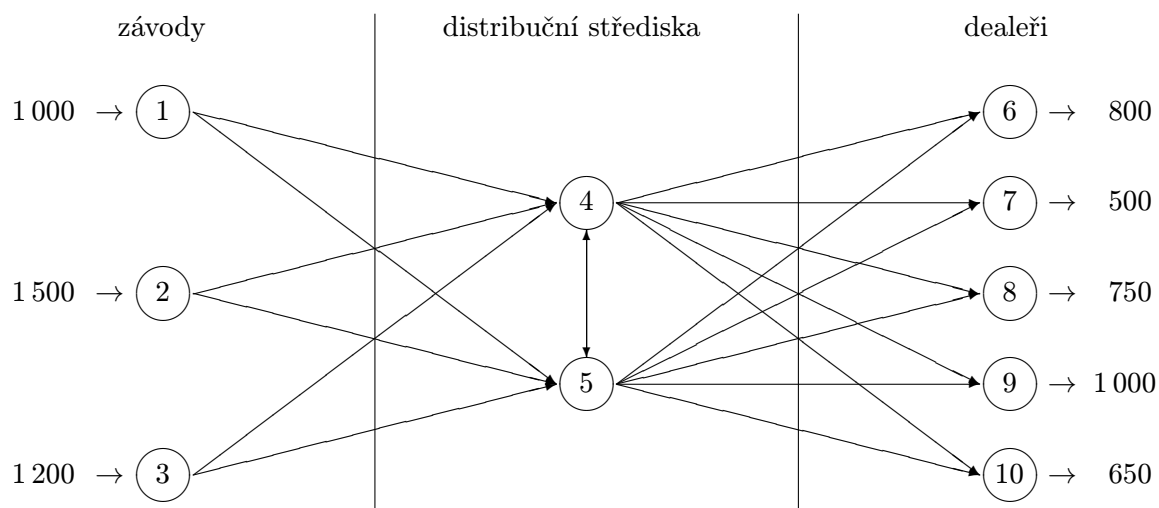 závody distribuční střediska dealeři
1 000 → 1 6 → 800
4 7 → 500
1 500 → 2 8 → 750
5 9 → 1 000
1 200 → 3 10 → 650